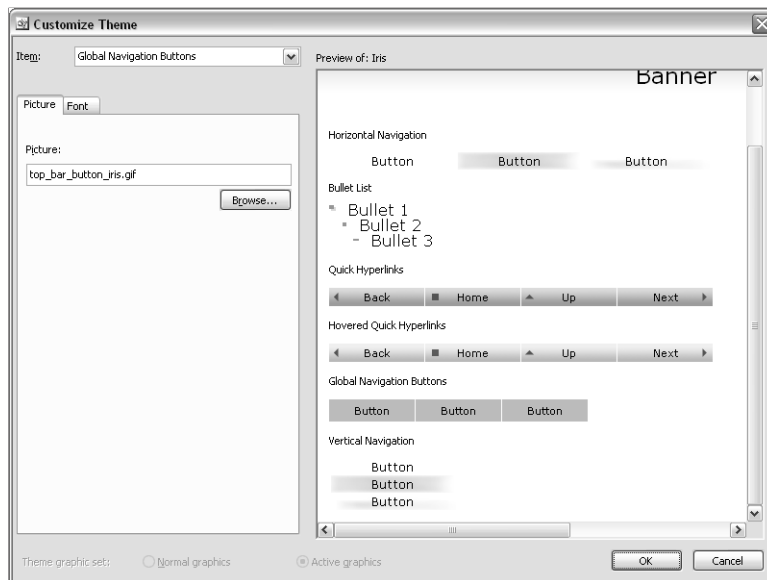 Customize Theme
Item: Global Navigation Buttons
Preview of: Iris
Picture Font
Picture:
top_bar_button_iris.gif
Browse...
Banner
Horizontal Navigation
Button Button Button
Bullet List
Bullet 1
Bullet 2
Bullet 3
Quick Hyperlinks
Back Home Up Next
Hovered Quick Hyperlinks
Back Home Up Next
Global Navigation Buttons
Button Button Button
Vertical Navigation
Button
Button
Button
Theme graphic set: Normal graphics Active graphics
OK Cancel